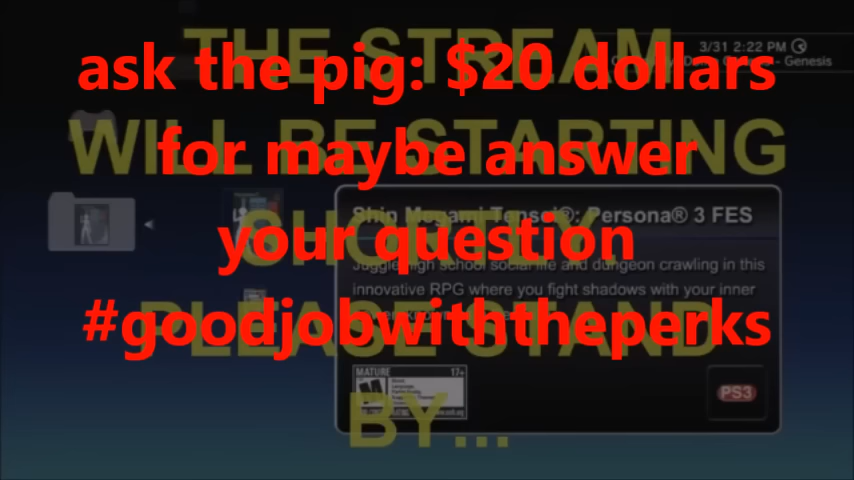 ask the pig: $20 dollars
for maybe answer
your question
#goodjobwiththeperks
THE STREAM
WILL BE STARTING
SHORTLY
PLEASE STAND
BY...
3/31 2:22 PM
Genesis
Shin Megami Tensei®: Persona® 3 FES
Juggle high school social life and dungeon crawling in this
innovative RPG where you fight shadows with your inner
MATURE 17+
M
PS3